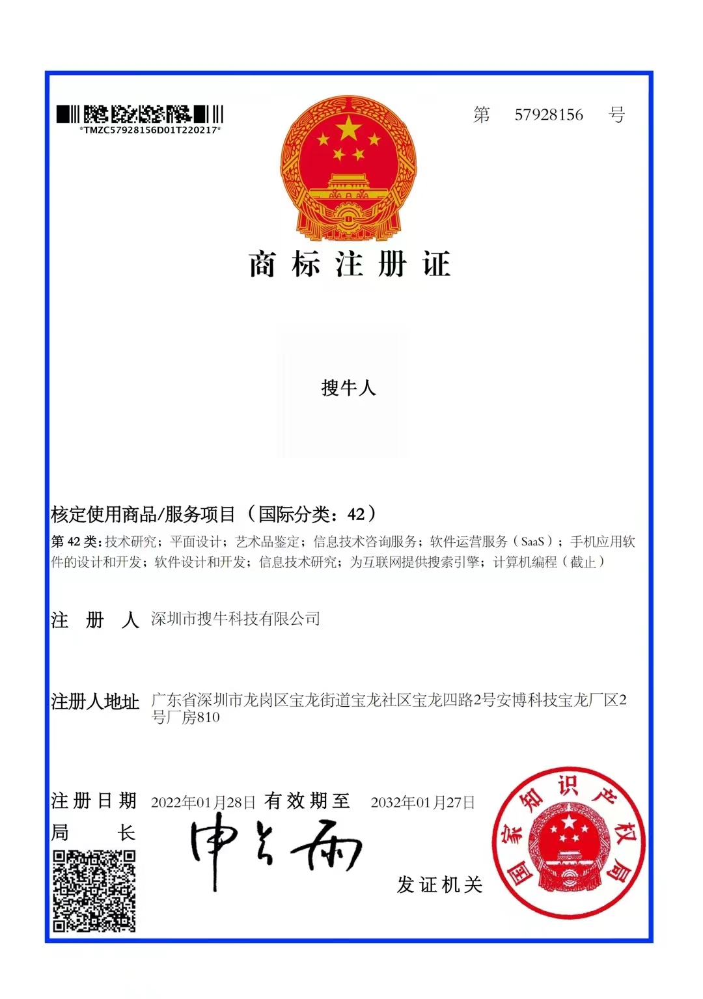 第 57928156 号
*TMZC57928156D01T220217*
商标注册证
搜牛人
核定使用商品/服务项目（国际分类：42）
第 42 类：技术研究；平面设计；艺术品鉴定；信息技术咨询服务；软件运营服务（SaaS）；手机应用软
件的设计和开发；软件设计和开发；信息技术研究；为互联网提供搜索引擎；计算机编程（截止）
注册人 深圳市搜牛科技有限公司
注册人地址 广东省深圳市龙岗区宝龙街道宝龙社区宝龙四路2号安博科技宝龙厂区2
号厂房810
注册日期 2022年01月28日 有效期至 2032年01月27日
局长 申长雨
发证机关
国家知识产权局